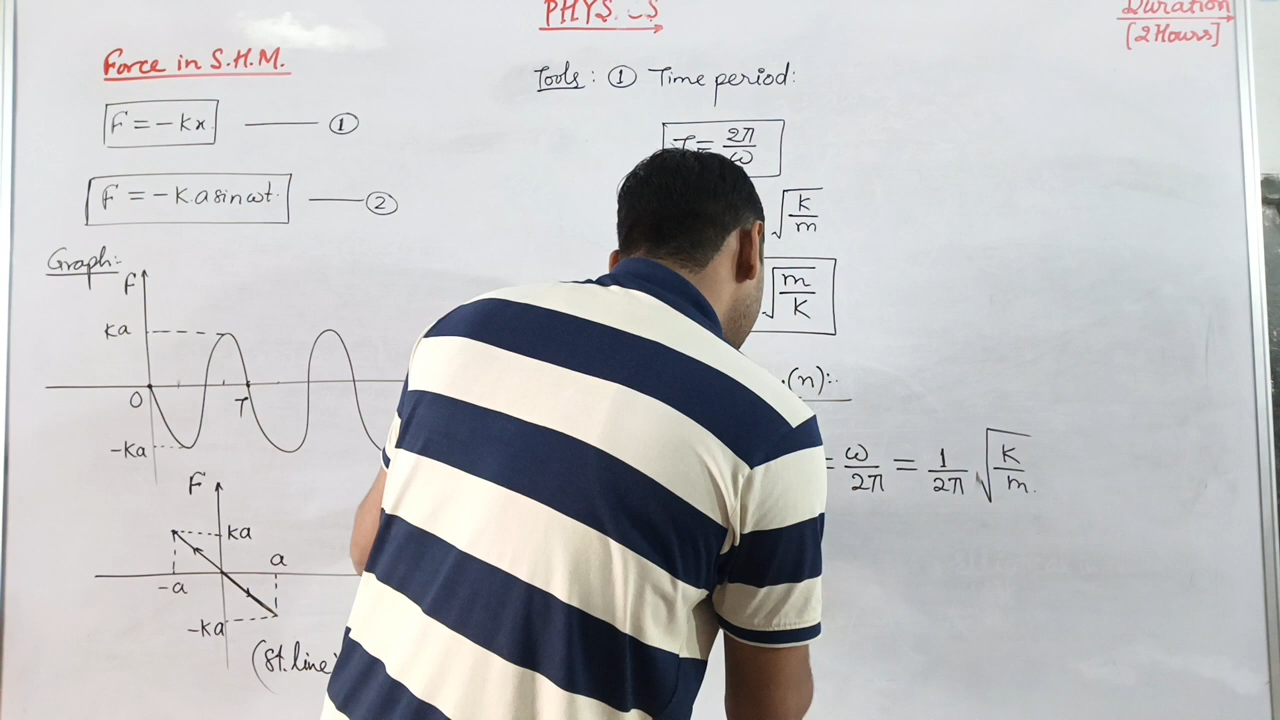 PHYSICS
Duration
[2 Hours]
Force in S.H.M.
F = -kx ——— ①
F = -k.a sin ωt. ——— ②
Graph:-
F
ka
O
T
-ka
F
ka
a
-a
-ka
(St. line)
Tools: ① Time period:
T = 2π/ω
√(k/m)
√(m/k)
.(n):-
= ω/2π = 1/2π √(k/m).